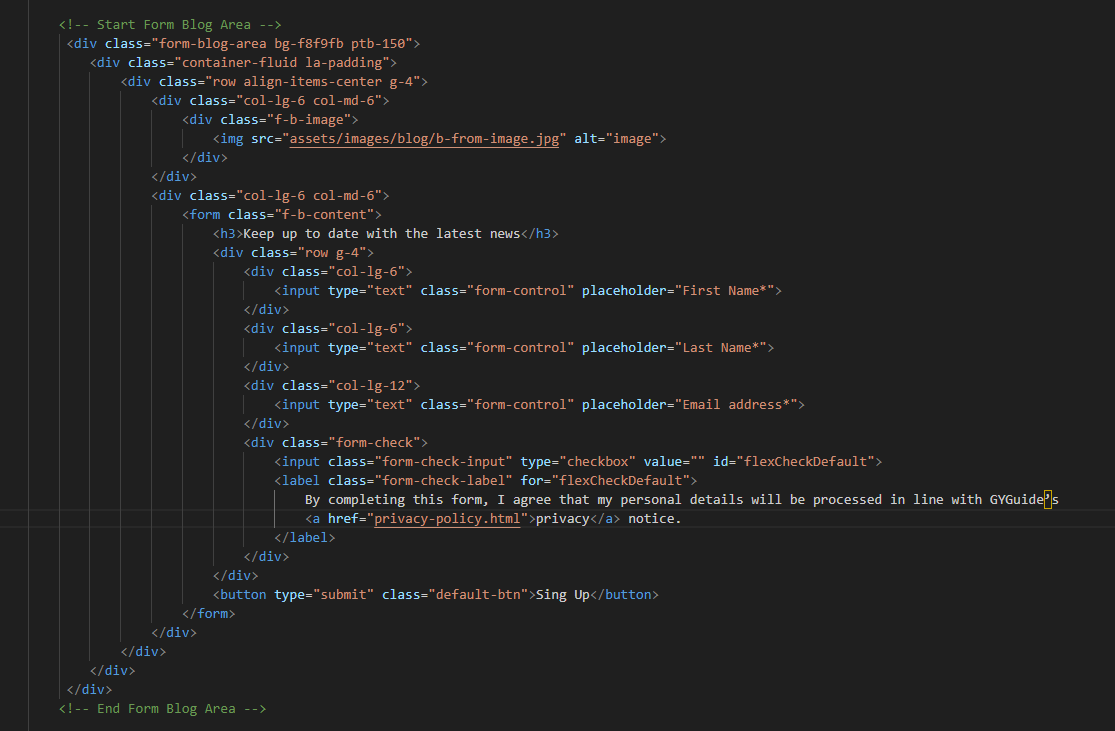 <!-- Start Form Blog Area -->
<div class="form-blog-area bg-f8f9fb ptb-150">
<div class="container-fluid la-padding">
<div class="row align-items-center g-4">
<div class="col-lg-6 col-md-6">
<div class="f-b-image">
<img src="assets/images/blog/b-from-image.jpg" alt="image">
</div>
</div>
<div class="col-lg-6 col-md-6">
<form class="f-b-content">
<h3>Keep up to date with the latest news</h3>
<div class="row g-4">
<div class="col-lg-6">
<input type="text" class="form-control" placeholder="First Name*">
</div>
<div class="col-lg-6">
<input type="text" class="form-control" placeholder="Last Name*">
</div>
<div class="col-lg-12">
<input type="text" class="form-control" placeholder="Email address*">
</div>
<div class="form-check">
<input class="form-check-input" type="checkbox" value="" id="flexCheckDefault">
<label class="form-check-label" for="flexCheckDefault">
By completing this form, I agree that my personal details will be processed in line with GYGuide’s
<a href="privacy-policy.html">privacy</a> notice.
</label>
</div>
</div>
<button type="submit" class="default-btn">Sing Up</button>
</form>
</div>
</div>
</div>
</div>
<!-- End Form Blog Area -->